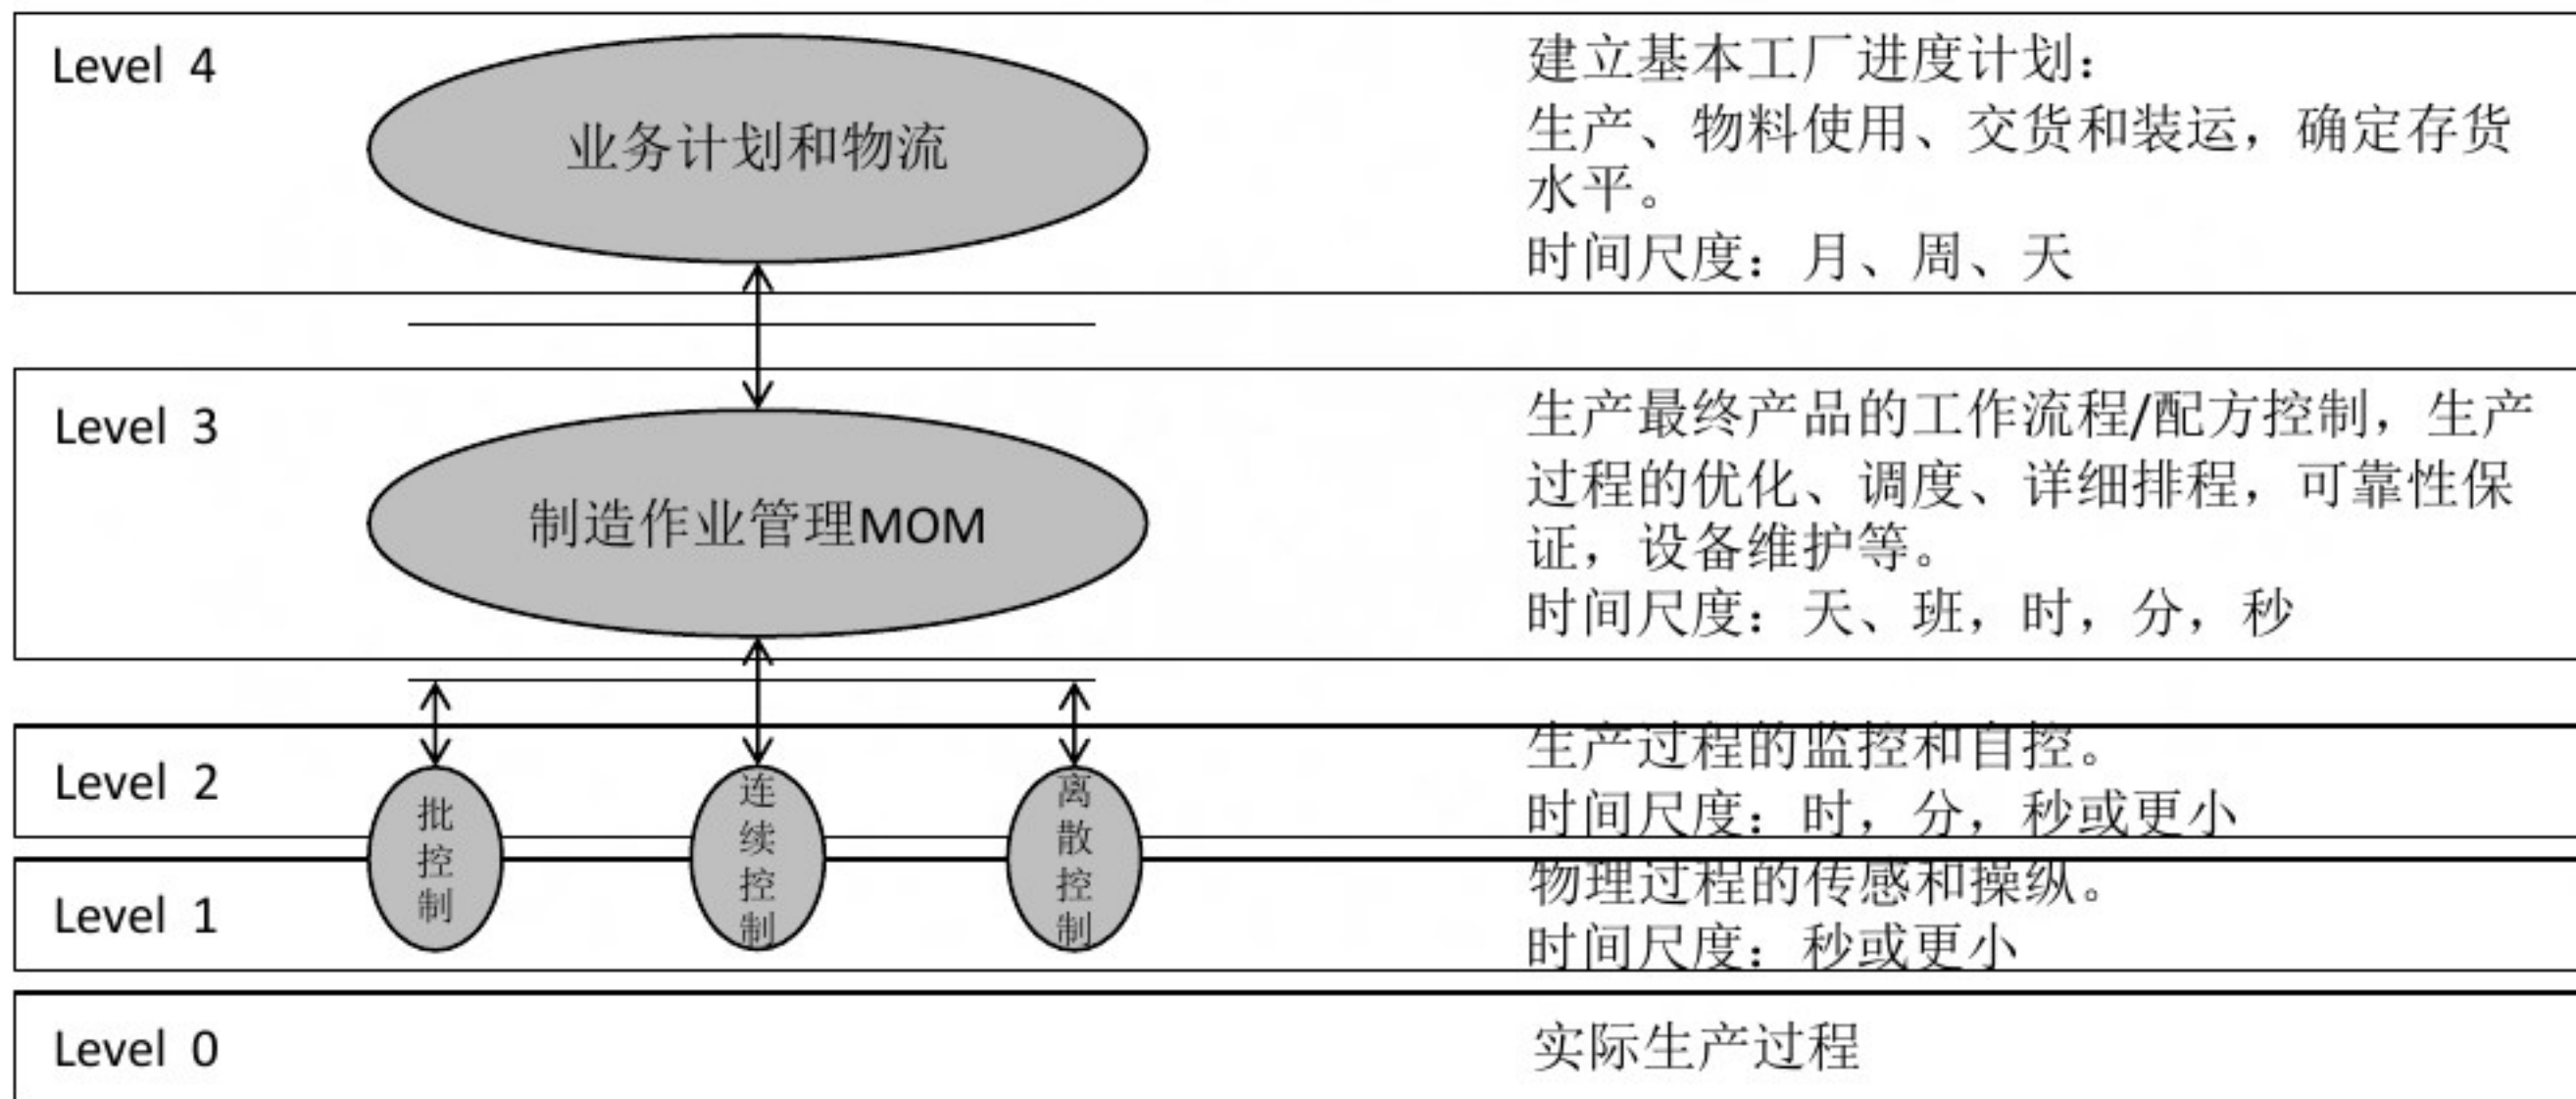 Level 4
业务计划和物流
建立基本工厂进度计划：
生产、物料使用、交货和装运，确定存货
水平。
时间尺度：月、周、天
Level 3
制造作业管理MOM
生产最终产品的工作流程/配方控制，生产
过程的优化、调度、详细排程，可靠性保
证，设备维护等。
时间尺度：天、班，时，分，秒
Level 2
生产过程的监控和自控。
时间尺度：时，分，秒或更小
批控制
连续控制
离散控制
Level 1
物理过程的传感和操纵。
时间尺度：秒或更小
Level 0
实际生产过程